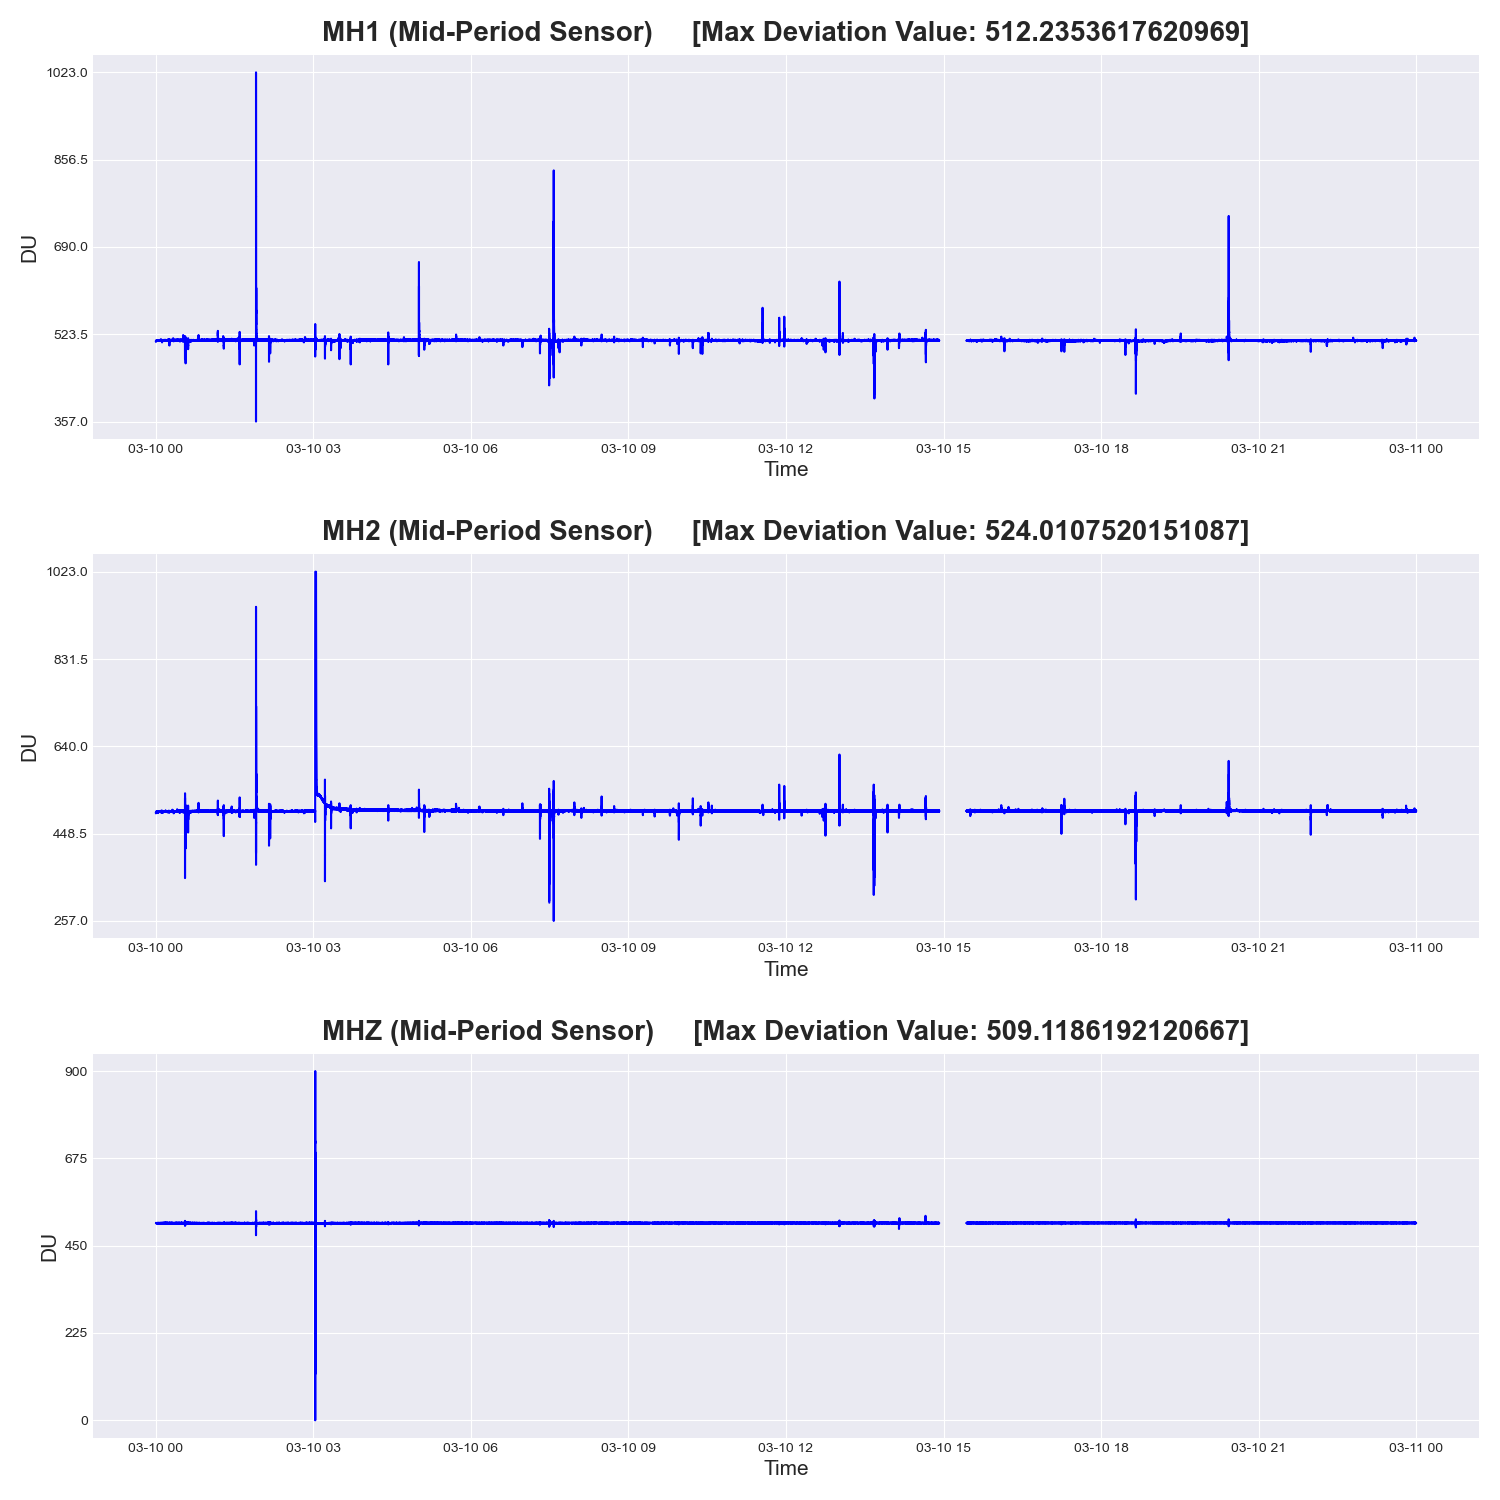 MH1 (Mid-Period Sensor) [Max Deviation Value: 512.2353617620969]
1023.0
856.5
690.0
523.5
357.0
DU
03-10 00 03-10 03 03-10 06 03-10 09 03-10 12 03-10 15 03-10 18 03-10 21 03-11 00
Time
MH2 (Mid-Period Sensor) [Max Deviation Value: 524.0107520151087]
1023.0
831.5
640.0
448.5
257.0
DU
03-10 00 03-10 03 03-10 06 03-10 09 03-10 12 03-10 15 03-10 18 03-10 21 03-11 00
Time
MHZ (Mid-Period Sensor) [Max Deviation Value: 509.1186192120667]
900
675
450
225
0
DU
03-10 00 03-10 03 03-10 06 03-10 09 03-10 12 03-10 15 03-10 18 03-10 21 03-11 00
Time